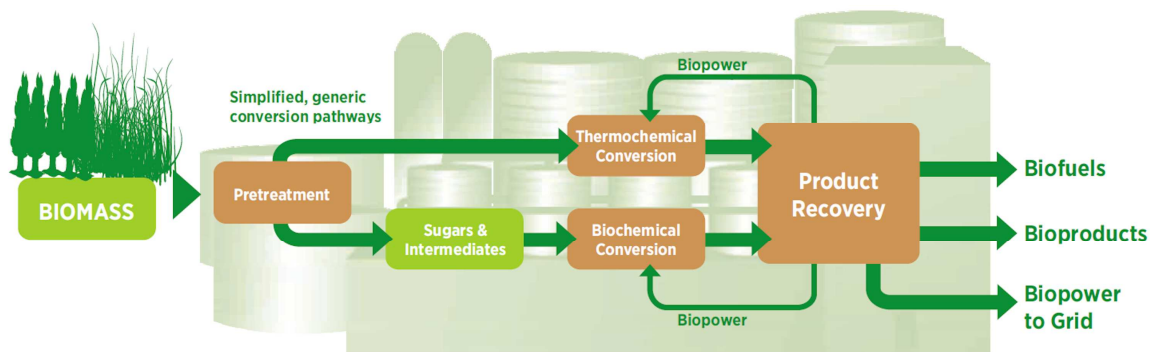 Biopower
Simplified, generic
conversion pathways
Thermochemical
Conversion
BIOMASS
Pretreatment
Sugars &
Intermediates
Biochemical
Conversion
Product
Recovery
Biofuels
Bioproducts
Biopower
to Grid
Biopower